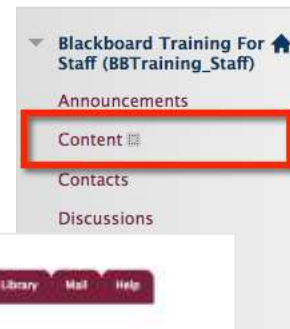 Blackboard Training For
Staff (BBTraining_Staff)
Announcements
Content
Contacts
Discussions
Library Mail Help